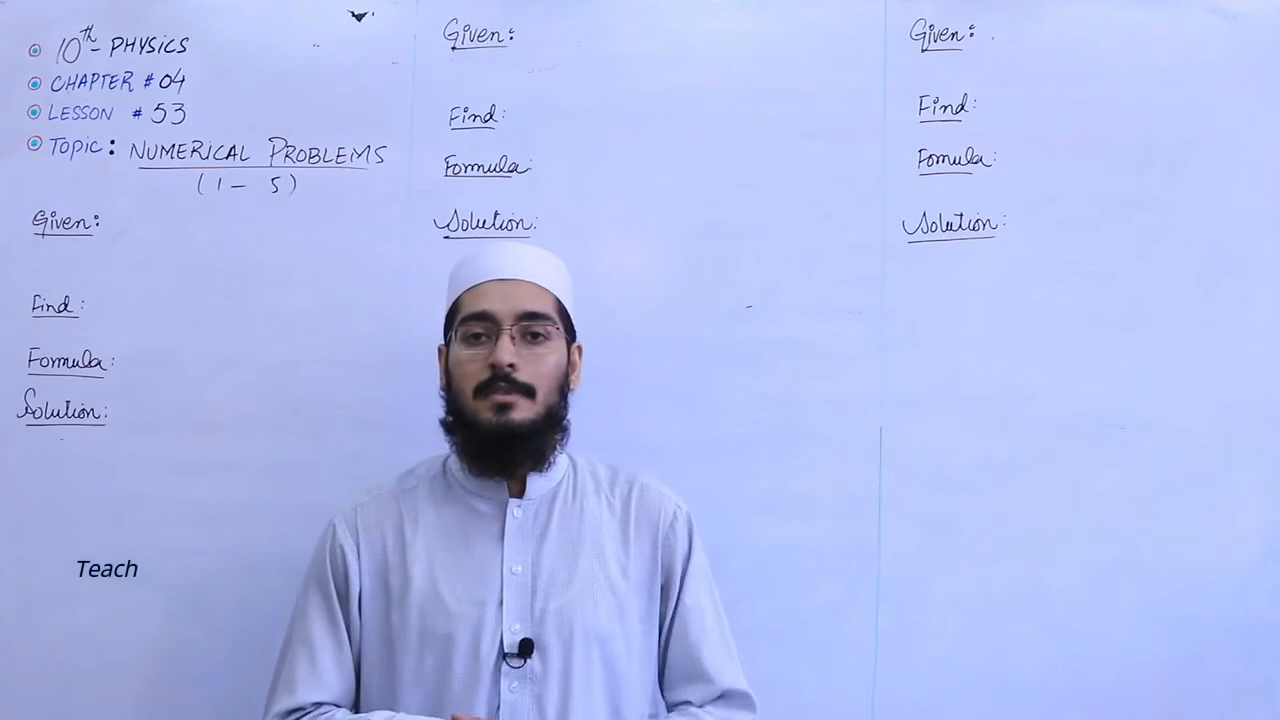 10th PHYSICS
CHAPTER # 04
LESSON # 53
Topic: NUMERICAL PROBLEMS
(1 - 5)
Given:
Find:
Formula:
Solution:
Given:
Find:
Formula:
Solution:
Given:
Find:
Formula:
Solution:
Teach